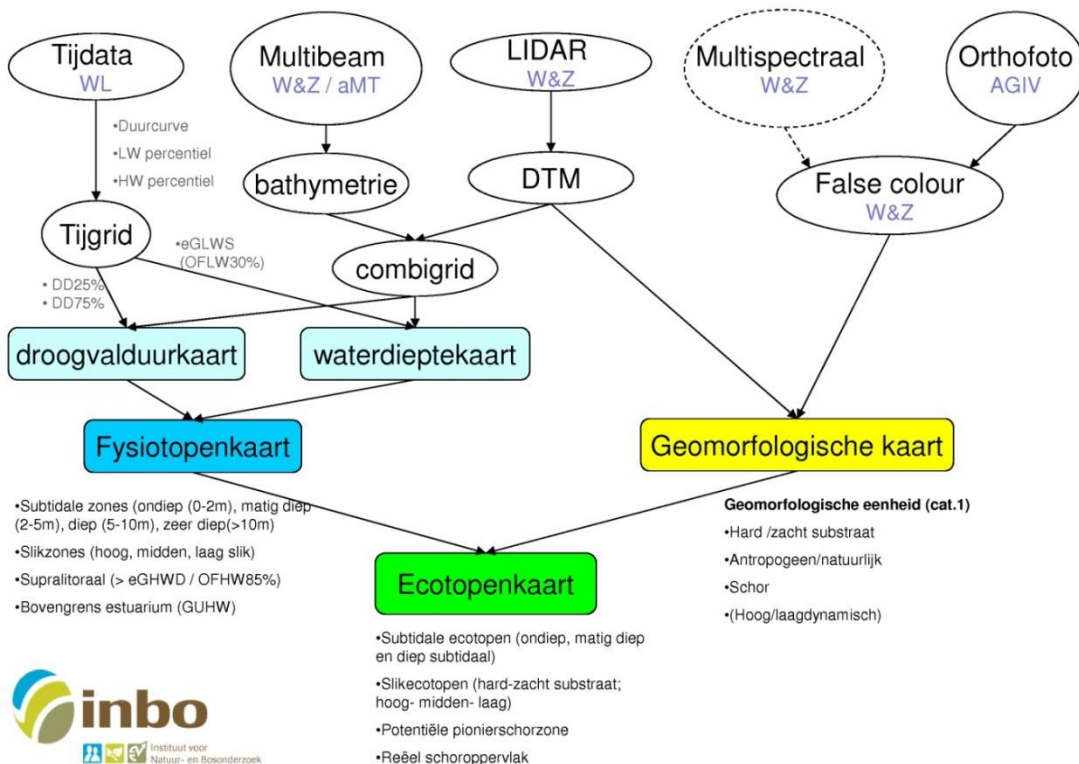 Tijdata
WL
Multibeam
W&Z / aMT
LIDAR
W&Z
Multispectraal
W&Z
Orthofoto
AGIV
•Duurcurve
•LW percentiel
•HW percentiel
bathymetrie
DTM
False colour
W&Z
Tijgrid
•eGLWS
(OFLW30%)
combigrid
• DD25%
• DD75%
droogvalduurkaart
waterdieptekaart
Fysiotopenkaart
Geomorfologische kaart
•Subtidale zones (ondiep (0-2m), matig diep
(2-5m), diep (5-10m), zeer diep(>10m)
•Slikzones (hoog, midden, laag slik)
•Supralitoraal (> eGHWD / OFHW85%)
•Bovengrens estuarium (GUHW)
Geomorfologische eenheid (cat.1)
•Hard /zacht substraat
•Antropogeen/natuurlijk
•Schor
•(Hoog/laagdynamisch)
Ecotopenkaart
•Subtidale ecotopen (ondiep, matig diep
en diep subtidaal)
•Slikecotopen (hard-zacht substraat;
hoog- midden- laag)
•Potentiële pionierschorzone
•Reëel schoroppervlak
inbo
Instituut voor
Natuur- en Bosonderzoek